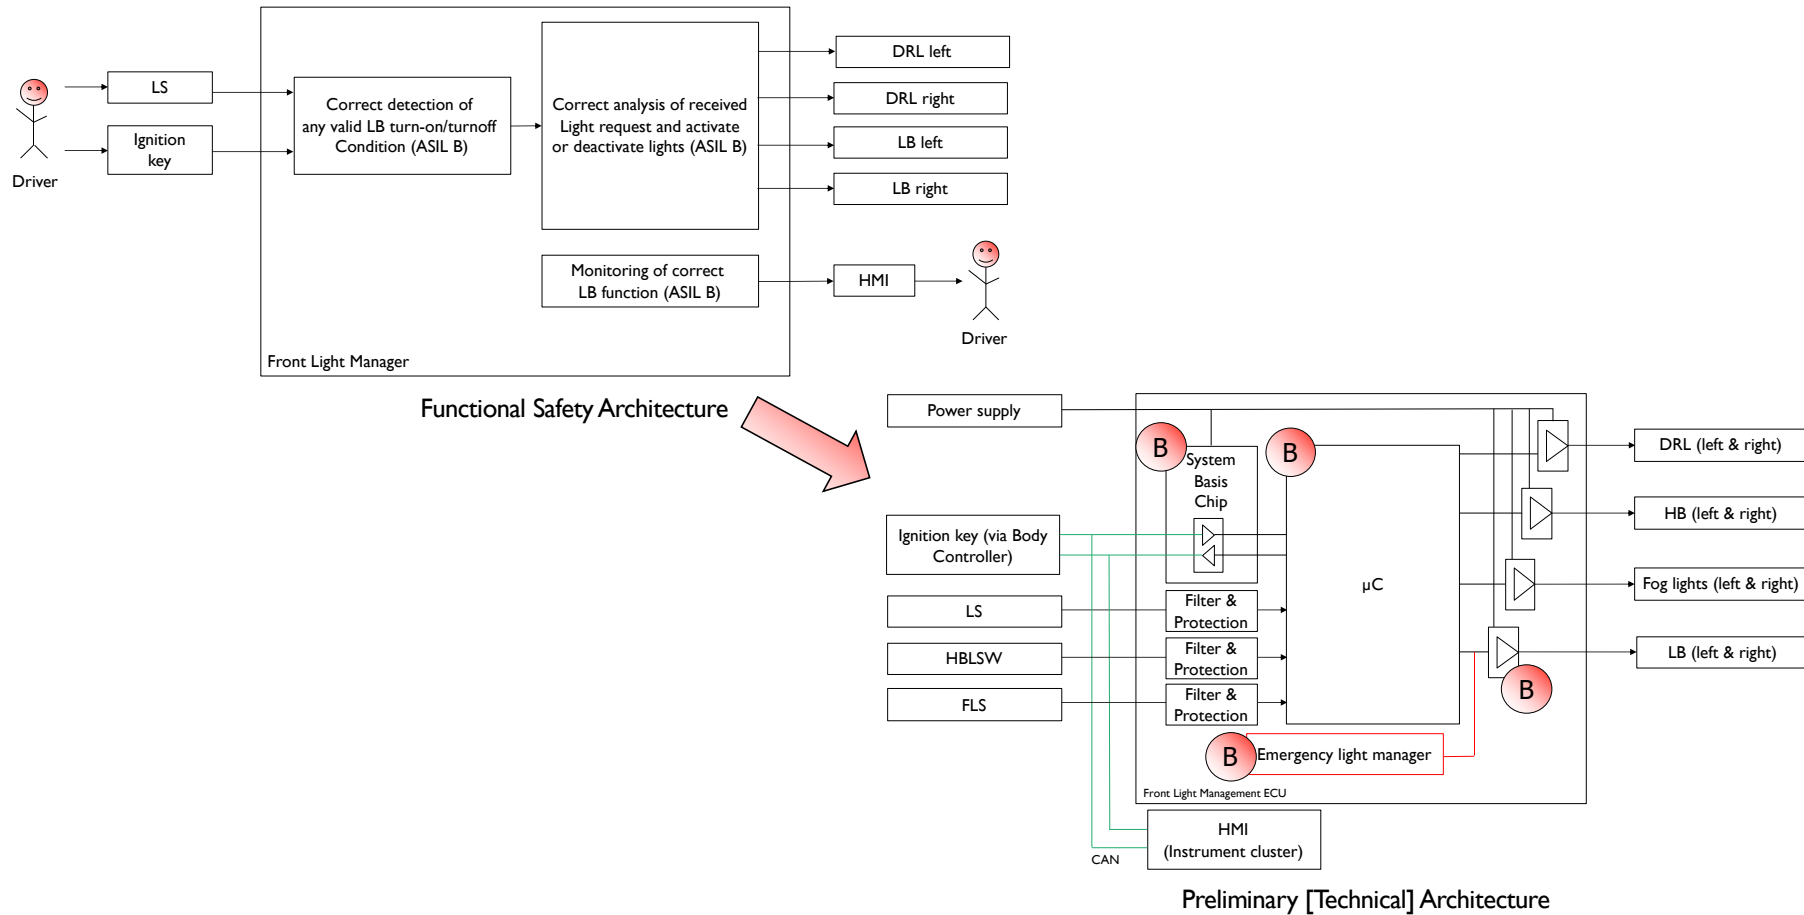 LS
Ignition
key
Driver
Correct detection of
any valid LB turn-on/turnoff
Condition (ASIL B)
Correct analysis of received
Light request and activate
or deactivate lights (ASIL B)
DRL left
DRL right
LB left
LB right
Monitoring of correct
LB function (ASIL B)
HMI
Driver
Front Light Manager
Functional Safety Architecture
Power supply
B
System
Basis
Chip
B
DRL (left & right)
HB (left & right)
Ignition key (via Body
Controller)
µC
Fog lights (left & right)
LS
Filter &
Protection
HBLSW
Filter &
Protection
LB (left & right)
FLS
Filter &
Protection
B
B
Emergency light manager
Front Light Management ECU
HMI
(Instrument cluster)
CAN
Preliminary [Technical] Architecture